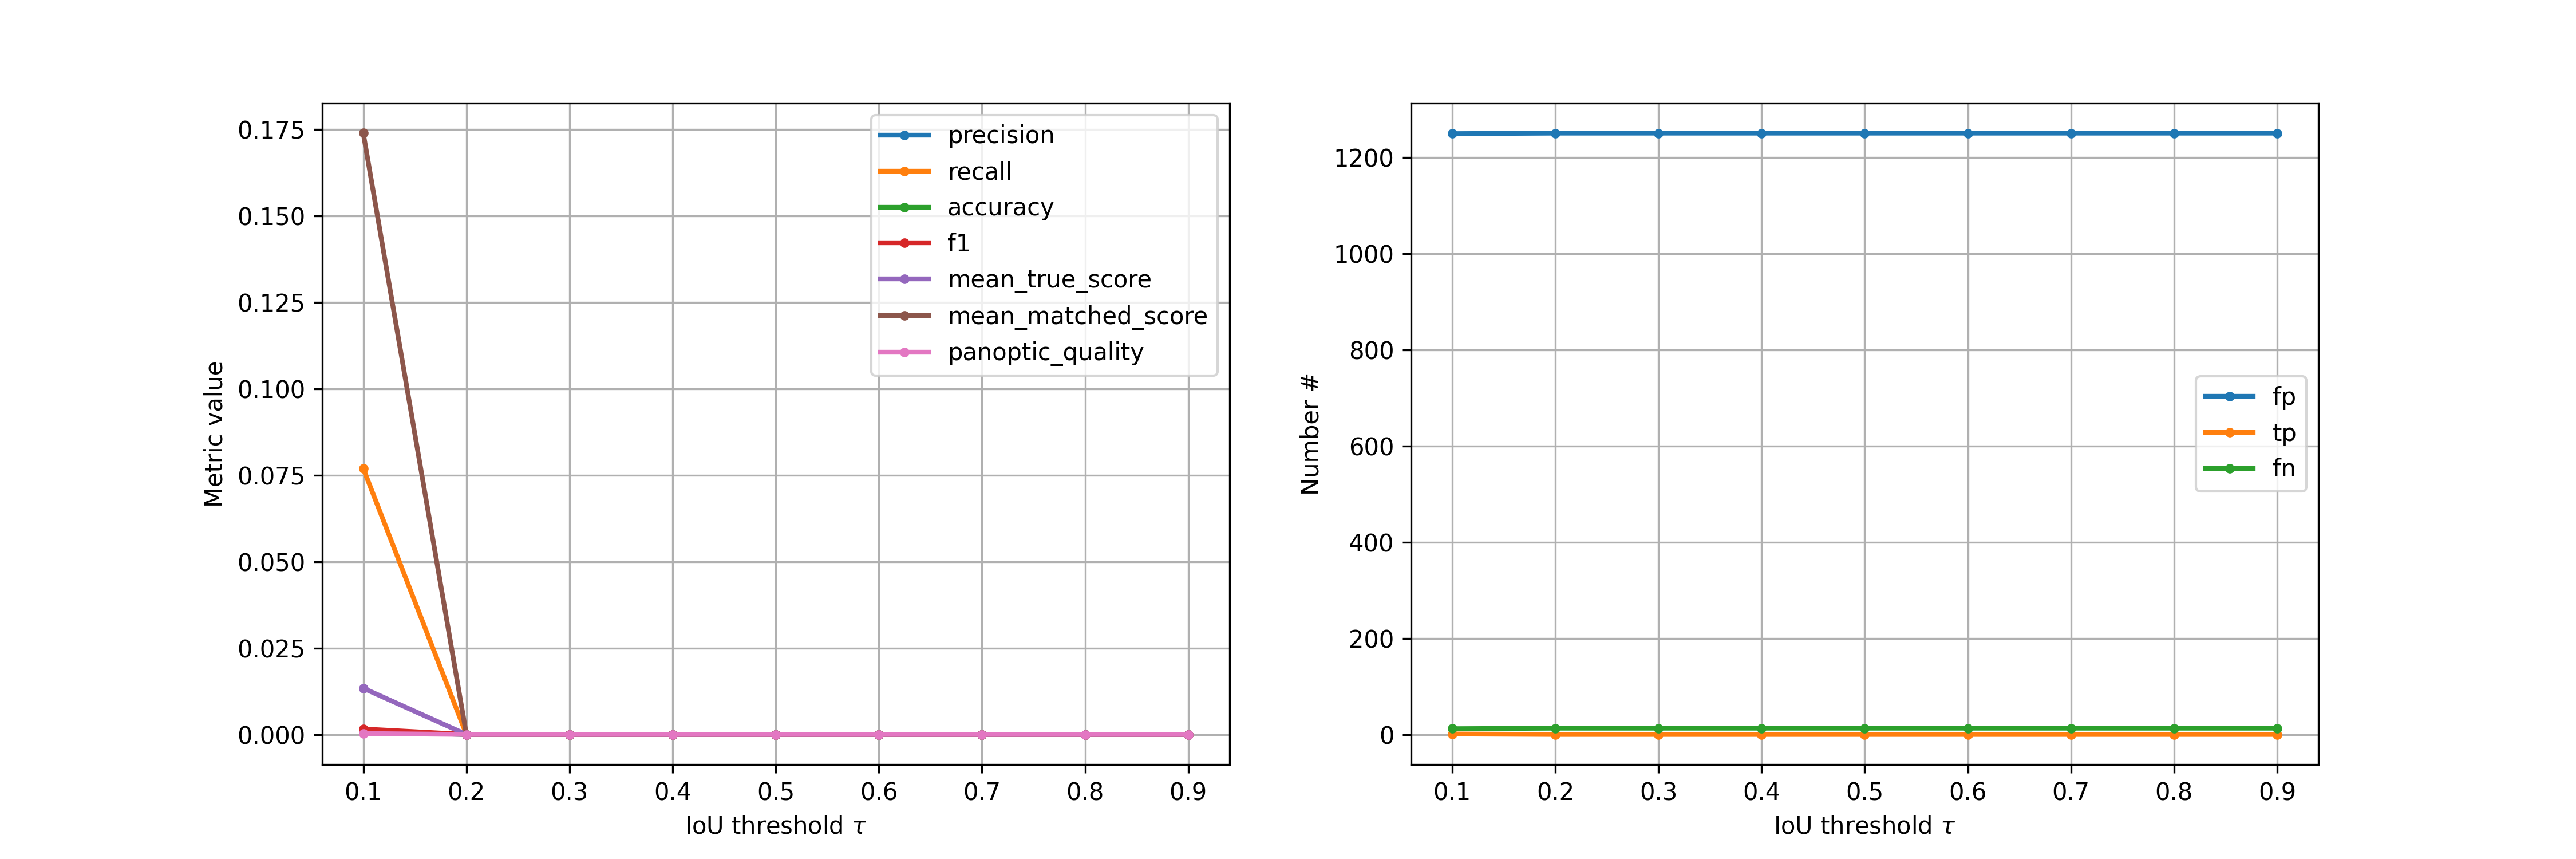 0.175
0.150
0.125
0.100
0.075
0.050
0.025
0.000
Metric value
0.1 0.2 0.3 0.4 0.5 0.6 0.7 0.8 0.9
IoU threshold τ
precision
recall
accuracy
f1
mean_true_score
mean_matched_score
panoptic_quality
1200
1000
800
600
400
200
0
Number #
0.1 0.2 0.3 0.4 0.5 0.6 0.7 0.8 0.9
IoU threshold τ
fp
tp
fn